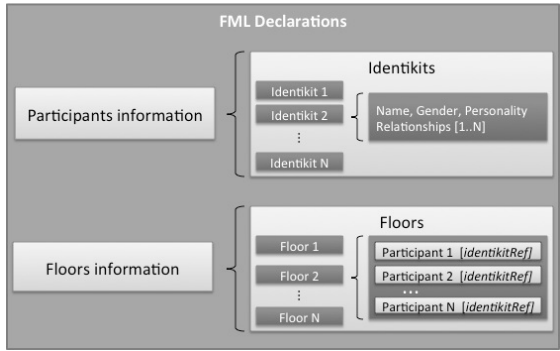 FML Declarations
Participants information
Identikits
Identikit 1
Identikit 2
⋮
Identikit N
Name, Gender, Personality
Relationships [1..N]
Floors information
Floors
Floor 1
Floor 2
⋮
Floor N
Participant 1 [identikitRef]
Participant 2 [identikitRef]
...
Participant N [identikitRef]